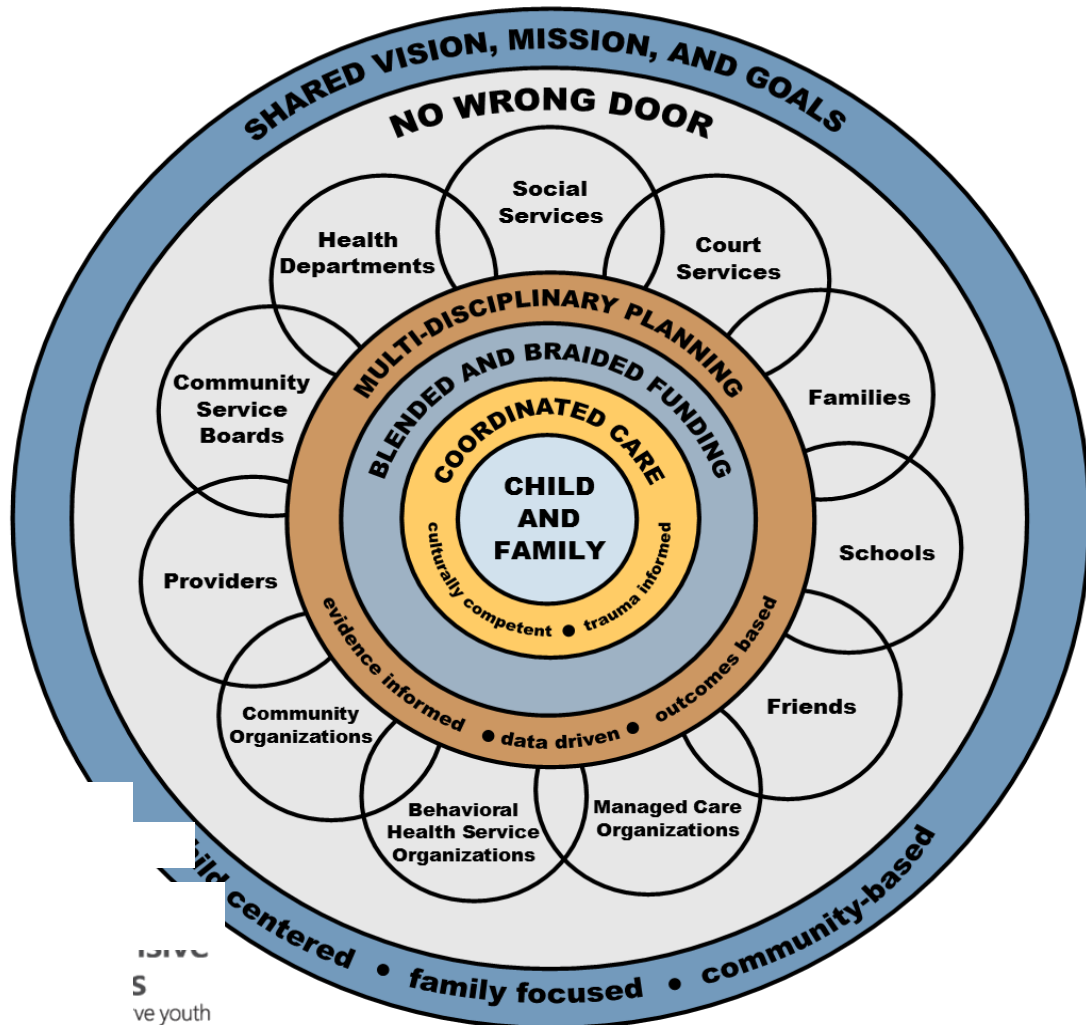 SHARED VISION, MISSION, AND GOALS
NO WRONG DOOR
Social
Services
Health
Departments
Court
Services
Community
Service
Boards
Families
Providers
Schools
Community
Organizations
Friends
Behavioral
Health Service
Organizations
Managed Care
Organizations
MULTI-DISCIPLINARY PLANNING
BLENDED AND BRAIDED FUNDING
COORDINATED CARE
CHILD
AND
FAMILY
culturally competent ● trauma informed
evidence informed ● data driven ● outcomes based
centered • family focused • community-based
s
ve youth